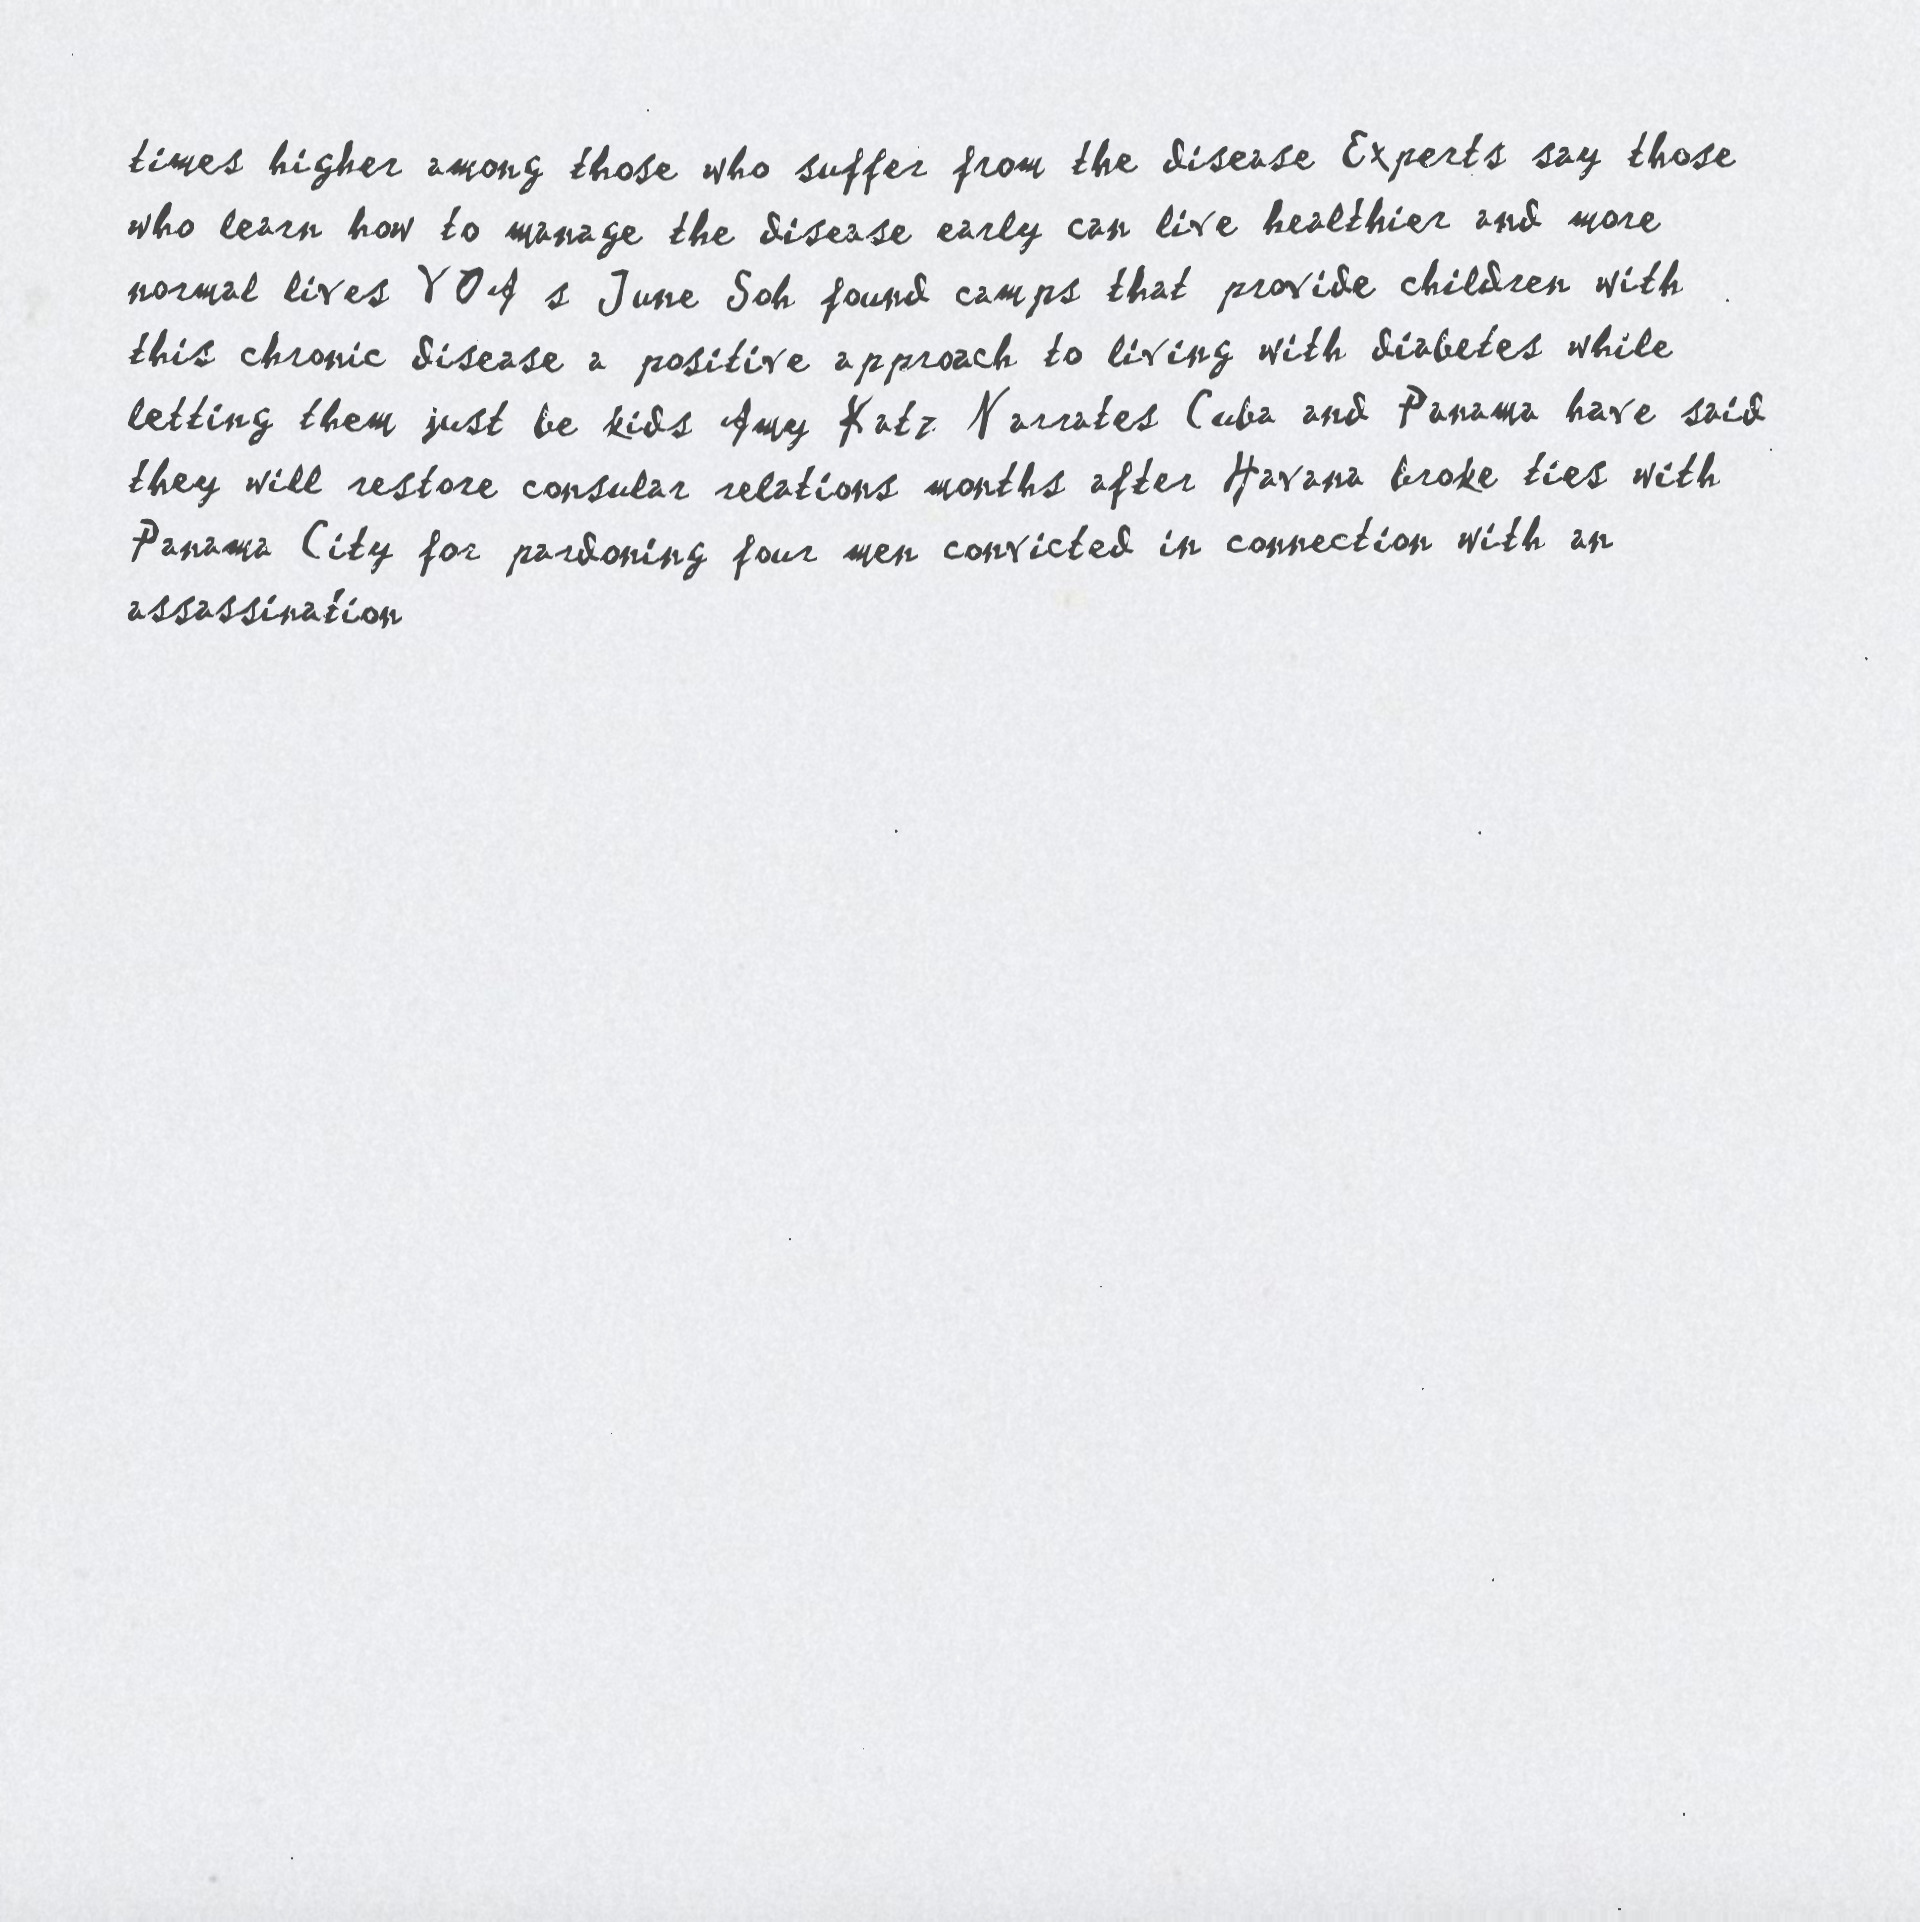 times higher among those who suffer from the disease Experts say those
who learn how to manage the disease early can live healthier and more
normal lives VOA s June Soh found camps that provide children with
this chronic disease a positive approach to living with diabetes while
letting them just be kids Amy Katz Narrates Cuba and Panama have said
they will restore consular relations months after Havana broke ties with
Panama City for pardoning four men convicted in connection with an
assassination